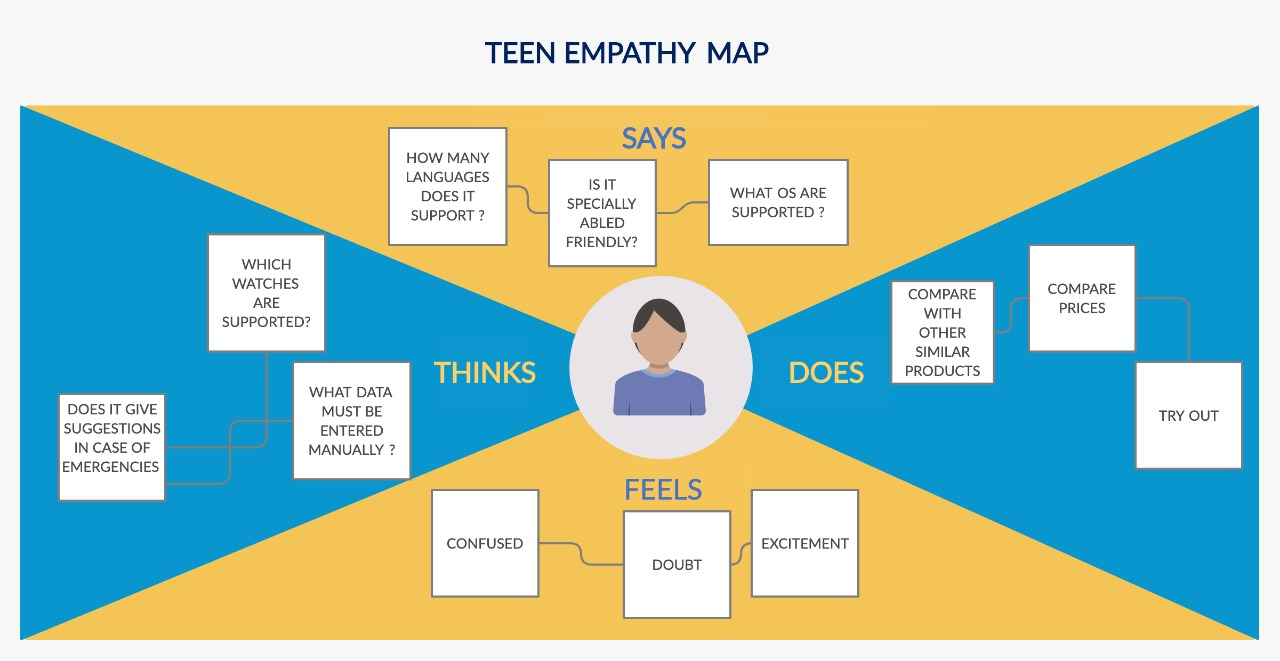 TEEN EMPATHY MAP
SAYS
HOW MANY
LANGUAGES
DOES IT
SUPPORT ?
IS IT
SPECIALLY
ABLED
FRIENDLY?
WHAT OS ARE
SUPPORTED ?
THINKS
WHICH
WATCHES
ARE
SUPPORTED?
WHAT DATA
MUST BE
ENTERED
MANUALLY ?
DOES IT GIVE
SUGGESTIONS
IN CASE OF
EMERGENCIES
DOES
COMPARE
WITH
OTHER
SIMILAR
PRODUCTS
COMPARE
PRICES
TRY OUT
FEELS
CONFUSED
DOUBT
EXCITEMENT